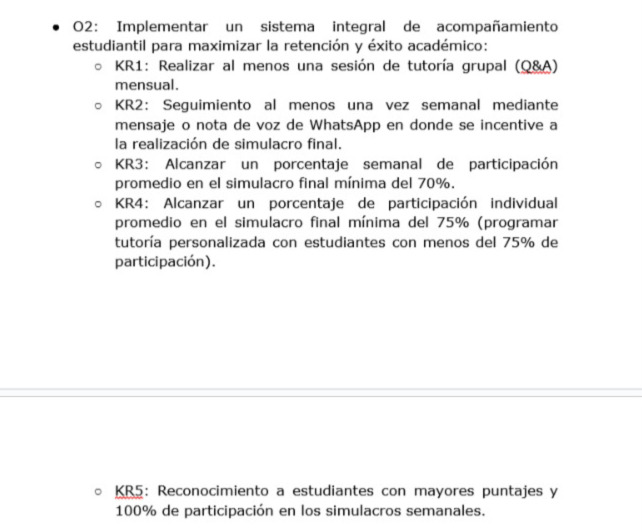 • O2: Implementar un sistema integral de acompañamiento
estudiantil para maximizar la retención y éxito académico:
○ KR1: Realizar al menos una sesión de tutoría grupal (Q&A)
mensual.
○ KR2: Seguimiento al menos una vez semanal mediante
mensaje o nota de voz de WhatsApp en donde se incentive a
la realización de simulacro final.
○ KR3: Alcanzar un porcentaje semanal de participación
promedio en el simulacro final mínima del 70%.
○ KR4: Alcanzar un porcentaje de participación individual
promedio en el simulacro final mínima del 75% (programar
tutoría personalizada con estudiantes con menos del 75% de
participación).
○ KR5: Reconocimiento a estudiantes con mayores puntajes y
100% de participación en los simulacros semanales.